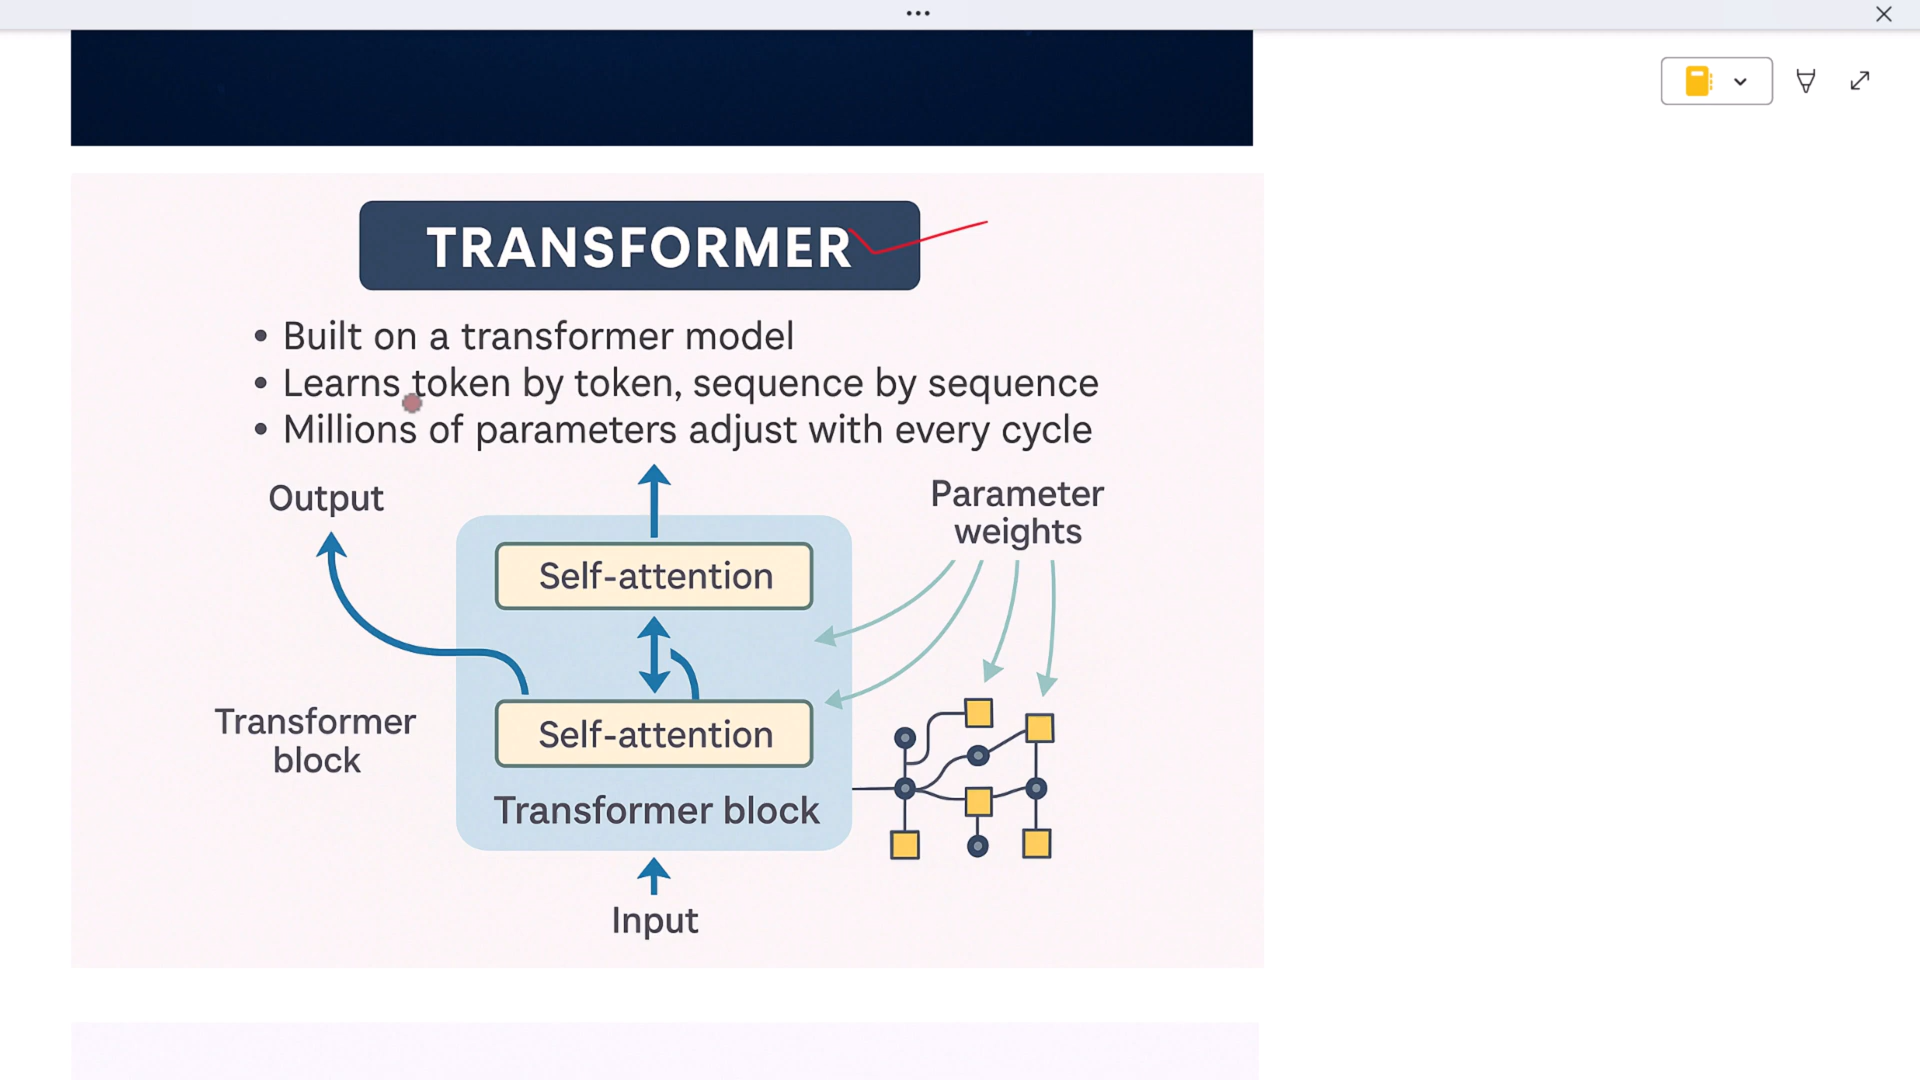 TRANSFORMER
• Built on a transformer model
• Learns token by token, sequence by sequence
• Millions of parameters adjust with every cycle
Output
Parameter
weights
Self-attention
Self-attention
Transformer
block
Transformer block
Input